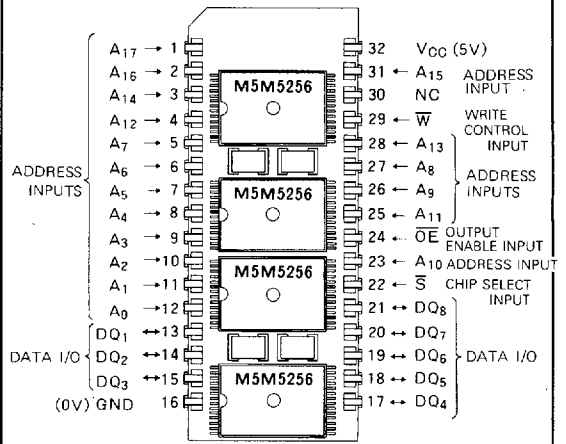 A17 → 1
A16 → 2
A14 → 3
A12 → 4
A7 → 5
A6 → 6
A5 → 7
A4 → 8
A3 → 9
A2 → 10
A1 → 11
A0 → 12
DQ1 ↔ 13
DQ2 ↔ 14
DQ3 ↔ 15
(0V) GND 16
ADDRESS
INPUTS
DATA I/O
M5M5256
M5M5256
M5M5256
M5M5256
32 VCC (5V)
31 ← A15 ADDRESS
INPUT
30 NC
29 ← W̅ WRITE
CONTROL
INPUT
28 ← A13
27 ← A8
26 ← A9
25 ← A11
ADDRESS
INPUTS
24 ← O̅E̅ OUTPUT
ENABLE INPUT
23 ← A10 ADDRESS INPUT
22 ← S̅ CHIP SELECT
INPUT
21 ↔ DQ8
20 ↔ DQ7
19 ↔ DQ6
18 ↔ DQ5
17 ↔ DQ4
DATA I/O